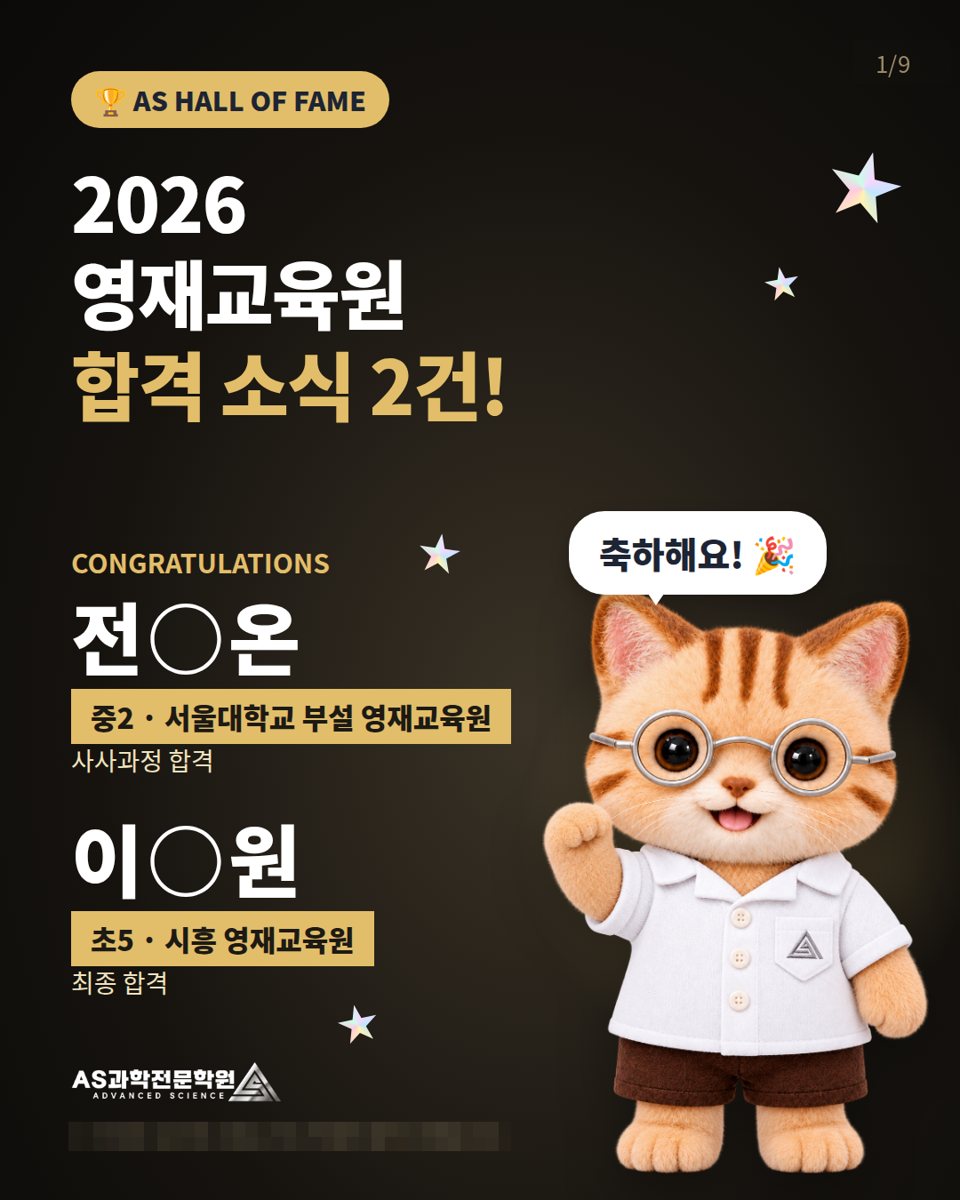 1/9
🏆 AS HALL OF FAME
2026
영재교육원
합격 소식 2건!
축하해요! 🎉
CONGRATULATIONS
전○온
중2 · 서울대학교 부설 영재교육원
사사과정 합격
이○원
초5 · 시흥 영재교육원
최종 합격
AS과학전문학원
ADVANCED SCIENCE